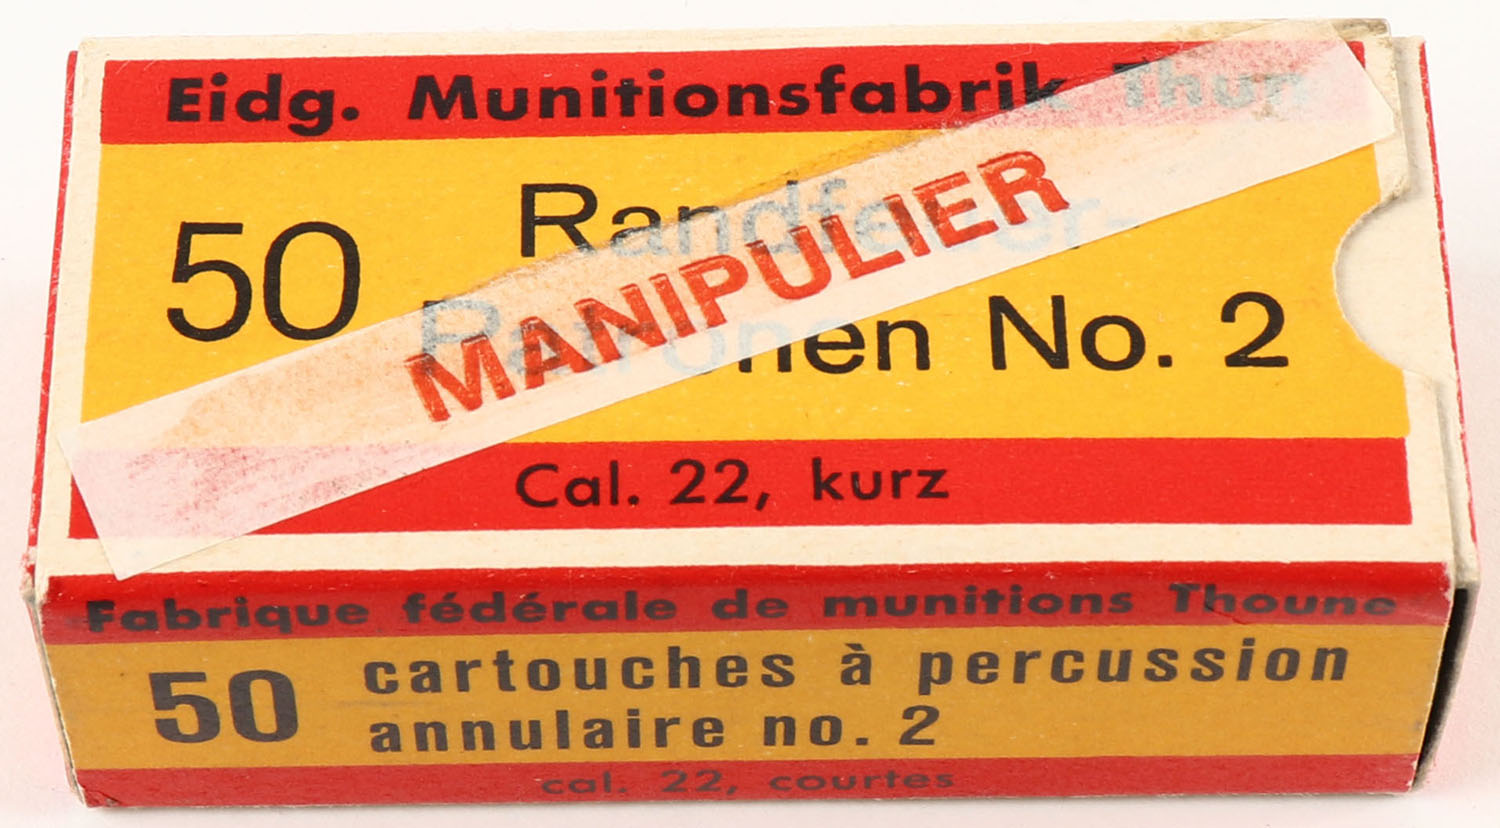 Eidg. Munitionsfabrik Thun
50 Randfeuer-
Patronen No. 2
MANIPULIER
Cal. 22, kurz
Fabrique fédérale de munitions Thoune
50 cartouches à percussion
annulaire no. 2
cal. 22, courtes